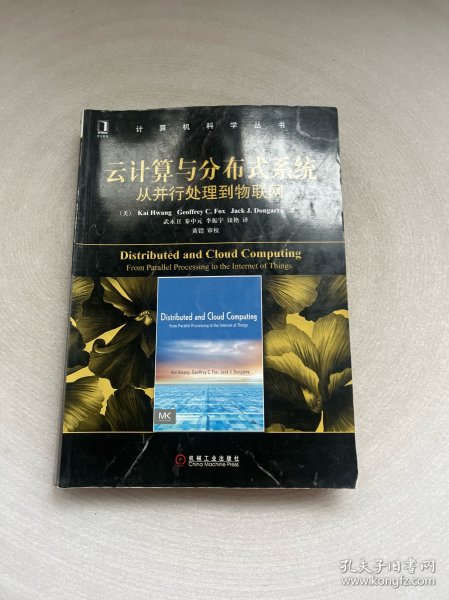 计算机科学丛书
云计算与分布式系统
从并行处理到物联网
(美) Kai Hwang Geoffrey C. Fox Jack J. Dongarra 著
武永卫 秦中元 李振宇 钮艳 译
黄铠 审校
Distributed and Cloud Computing
From Parallel Processing to the Internet of Things
Distributed and Cloud Computing
From Parallel Processing to the Internet of Things
Kai Hwang, Geoffrey C. Fox, Jack J. Dongarra
MK
机械工业出版社
China Machine Press
孔夫子旧书网
www.kongfz.com